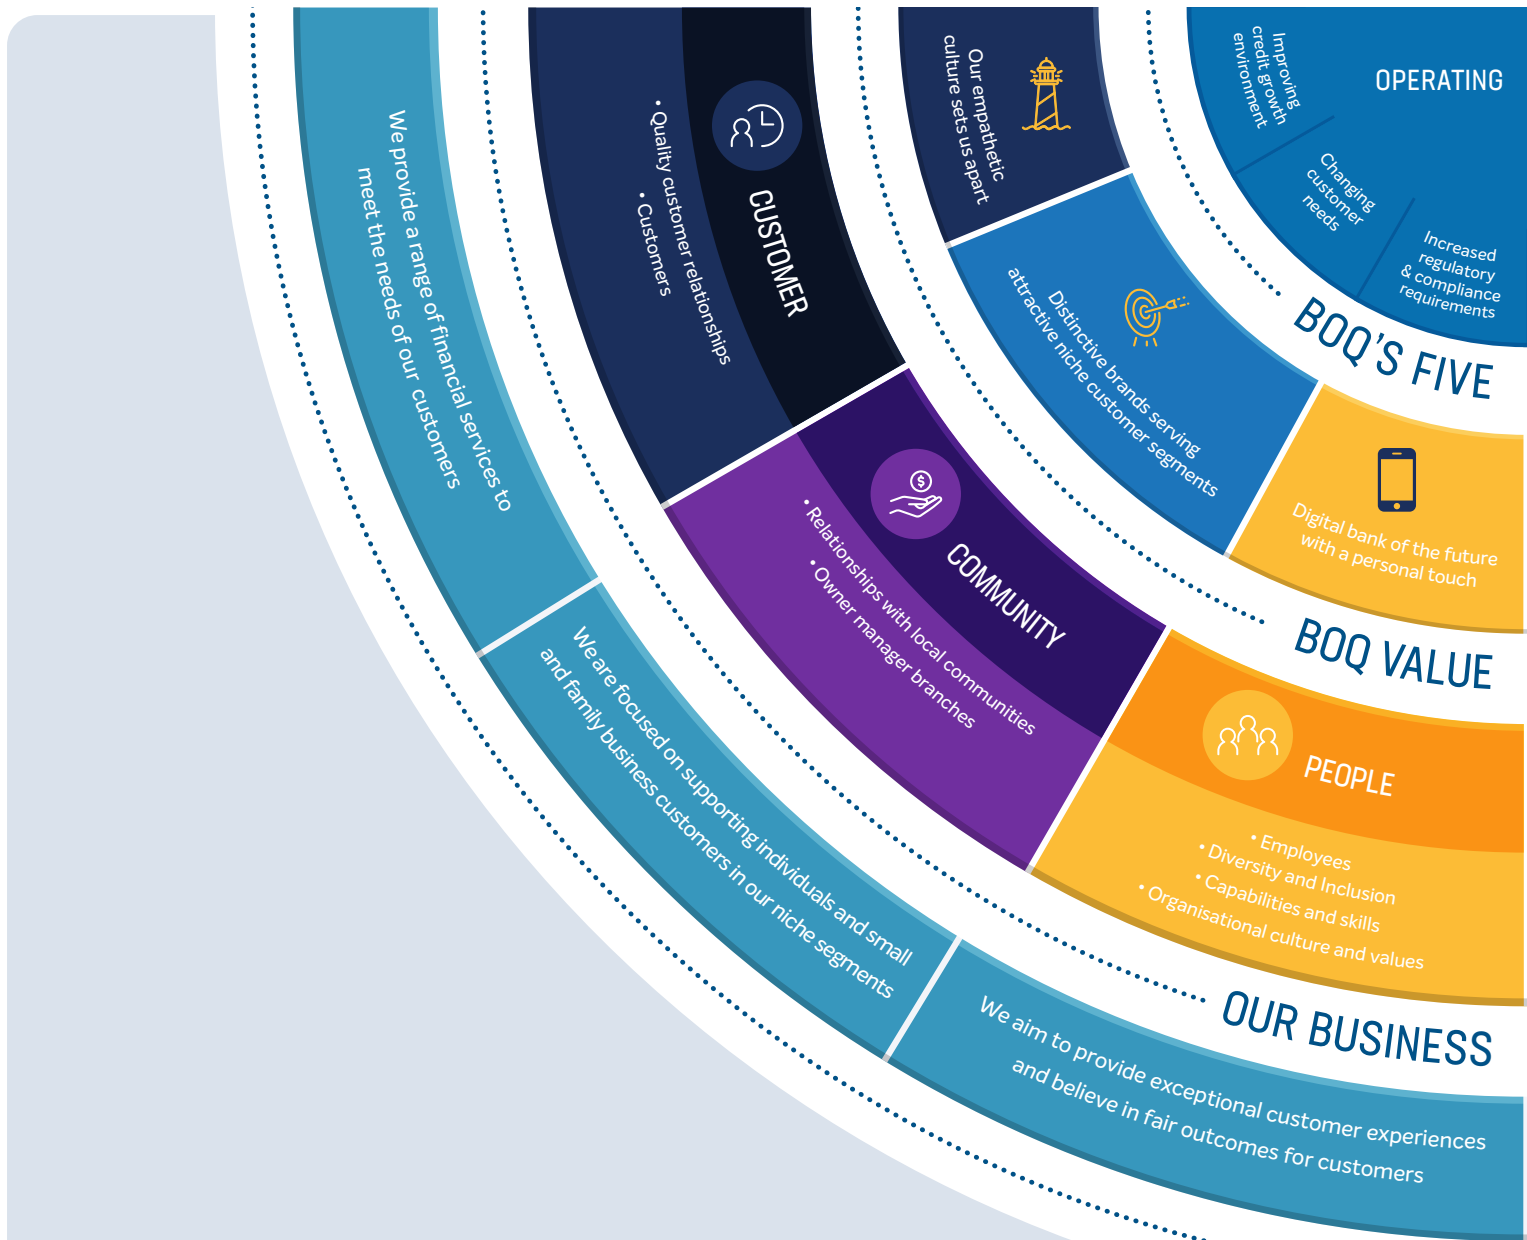 OPERATING
Improving
credit growth
environment
Changing
customer
needs
Increased
regulatory
& compliance
requirements
BOQ'S FIVE
Our empathetic
culture sets us apart
Distinctive brands serving
attractive niche customer segments
Digital bank of the future
with a personal touch
BOQ VALUE
CUSTOMER
• Quality customer relationships
• Customers
COMMUNITY
• Relationships with local communities
• Owner manager branches
PEOPLE
• Employees
• Diversity and Inclusion
• Capabilities and skills
• Organisational culture and values
OUR BUSINESS
We provide a range of financial services to
meet the needs of our customers
We are focused on supporting individuals and small
and family business customers in our niche segments
We aim to provide exceptional customer experiences
and believe in fair outcomes for customers